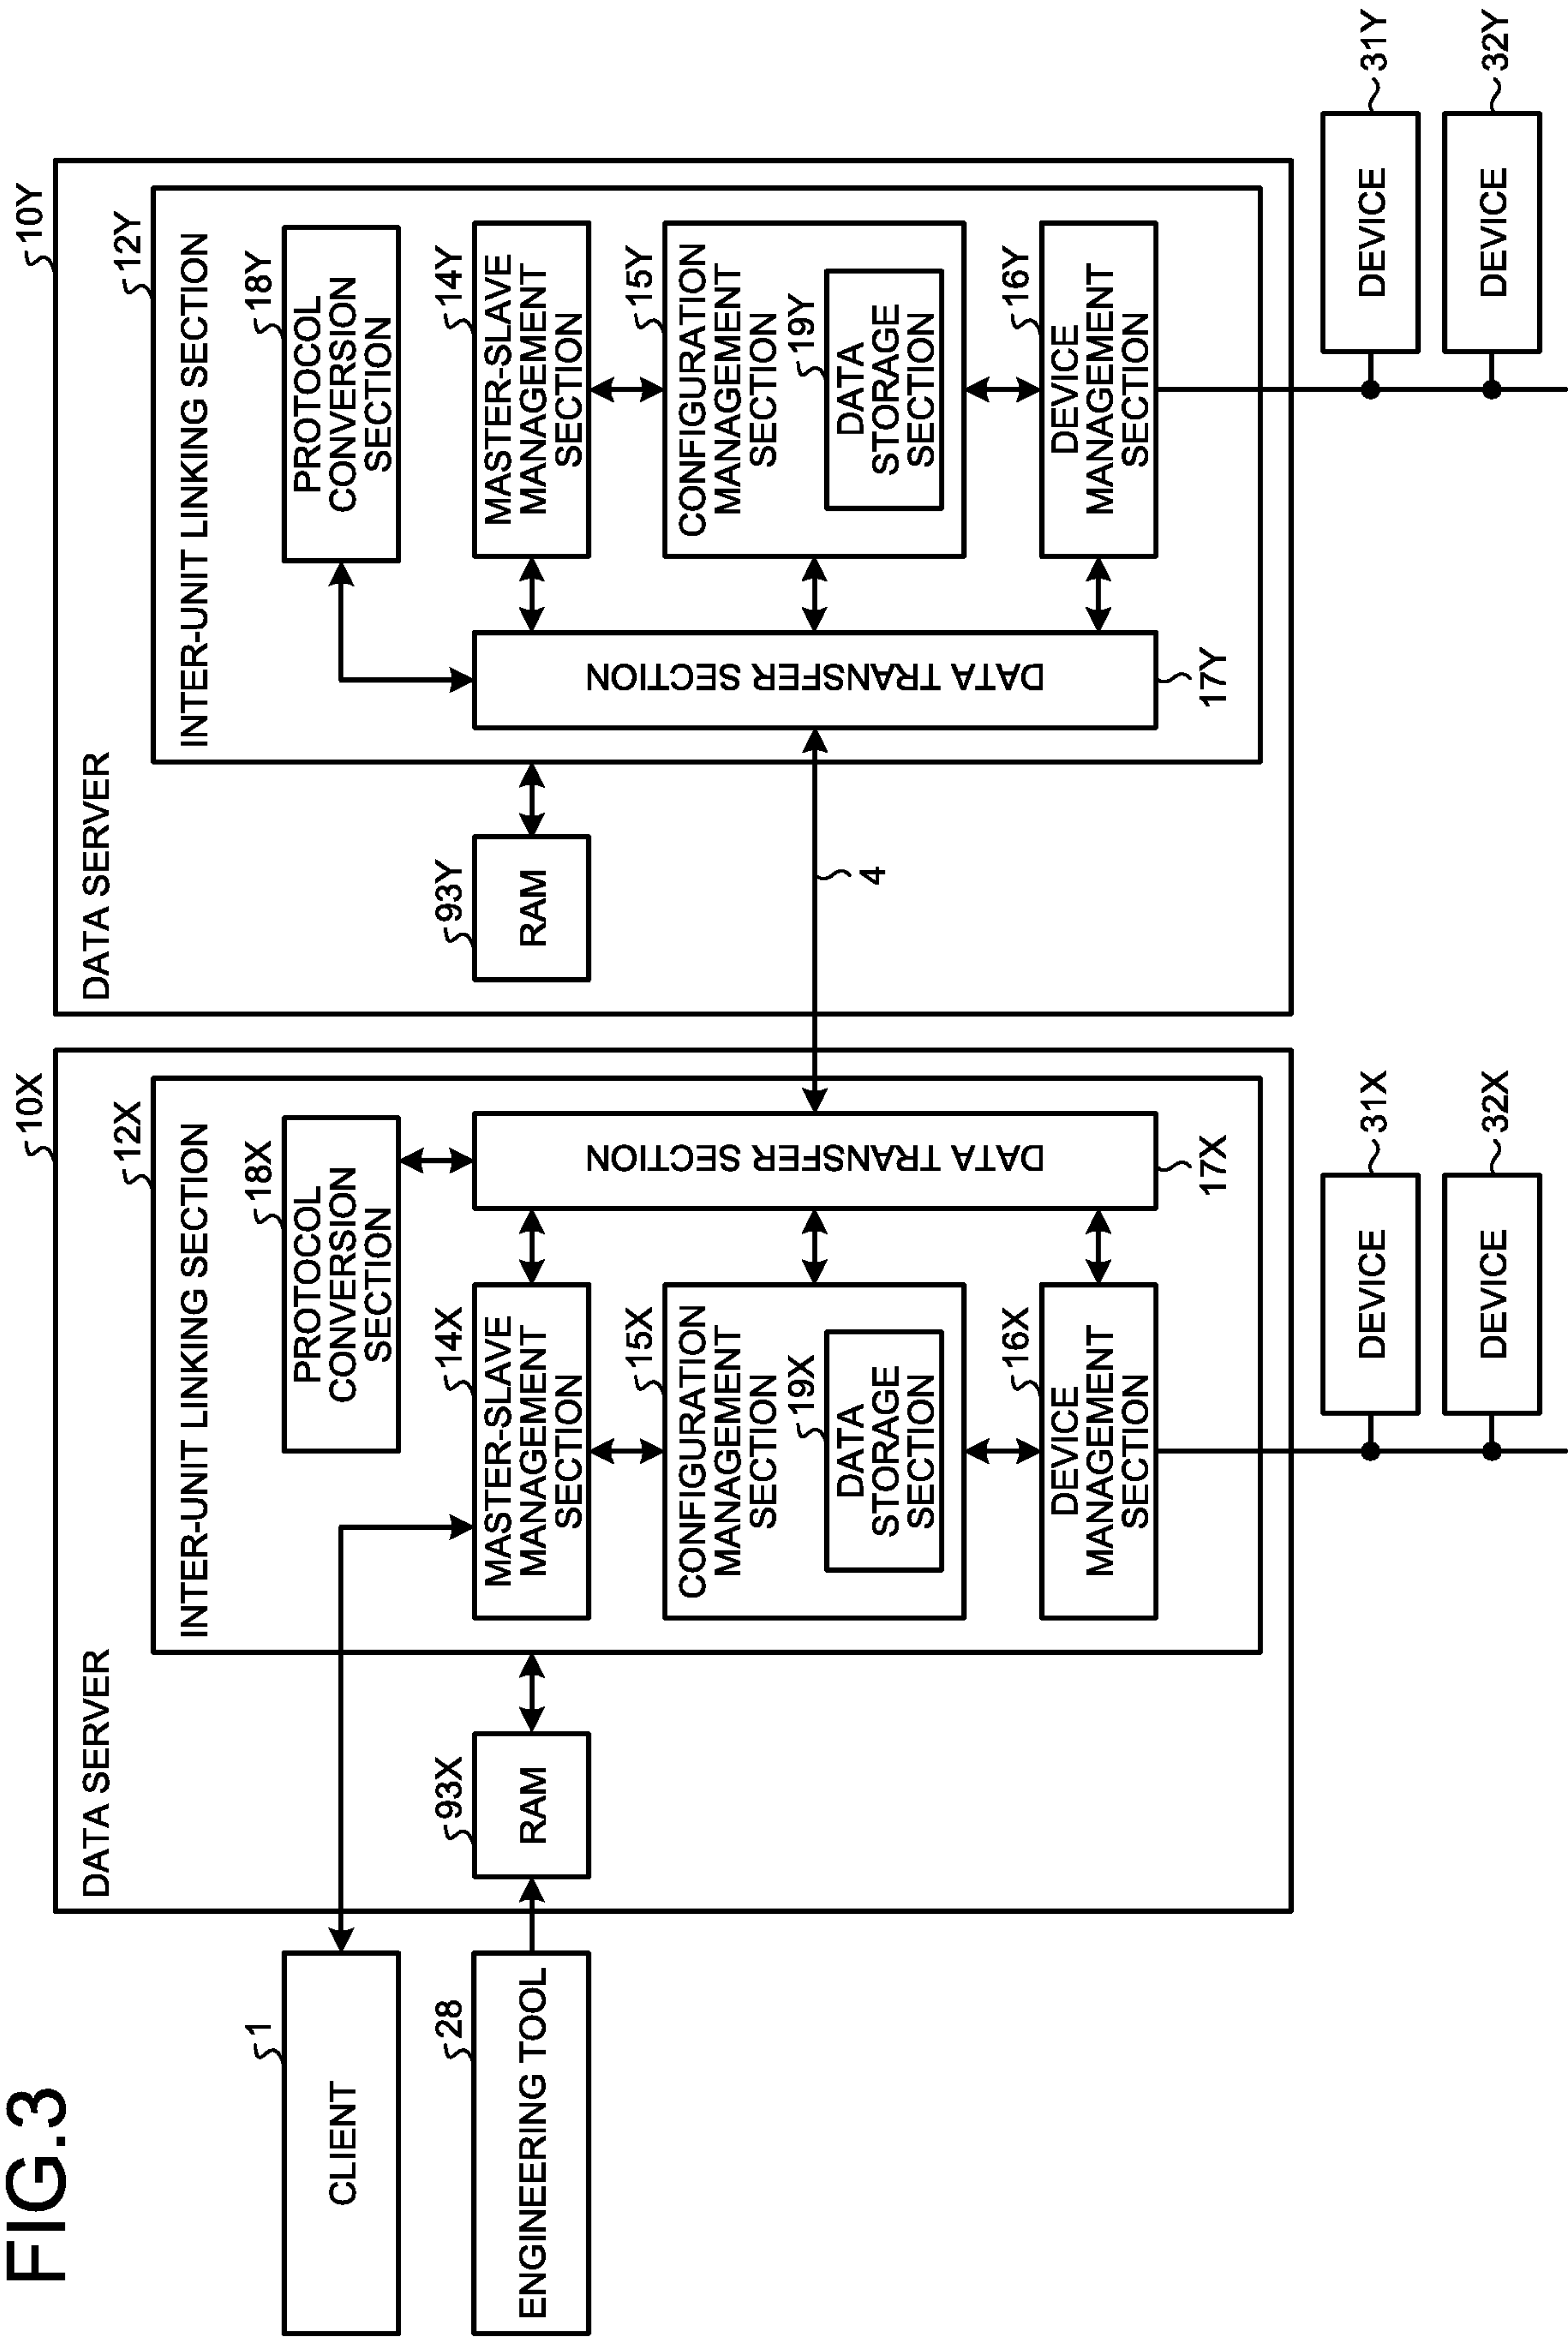 FIG.3
1
CLIENT
28
ENGINEERING TOOL
10X
DATA SERVER
93X
RAM
12X
INTER-UNIT LINKING SECTION
18X
PROTOCOL
CONVERSION
SECTION
14X
MASTER-SLAVE
MANAGEMENT
SECTION
15X
CONFIGURATION
MANAGEMENT
SECTION
19X
DATA
STORAGE
SECTION
16X
DEVICE
MANAGEMENT
SECTION
DATA TRANSFER SECTION
17X
31X
DEVICE
32X
DEVICE
4
10Y
DATA SERVER
93Y
RAM
12Y
INTER-UNIT LINKING SECTION
18Y
PROTOCOL
CONVERSION
SECTION
14Y
MASTER-SLAVE
MANAGEMENT
SECTION
15Y
CONFIGURATION
MANAGEMENT
SECTION
19Y
DATA
STORAGE
SECTION
16Y
DEVICE
MANAGEMENT
SECTION
DATA TRANSFER SECTION
17Y
31Y
DEVICE
32Y
DEVICE